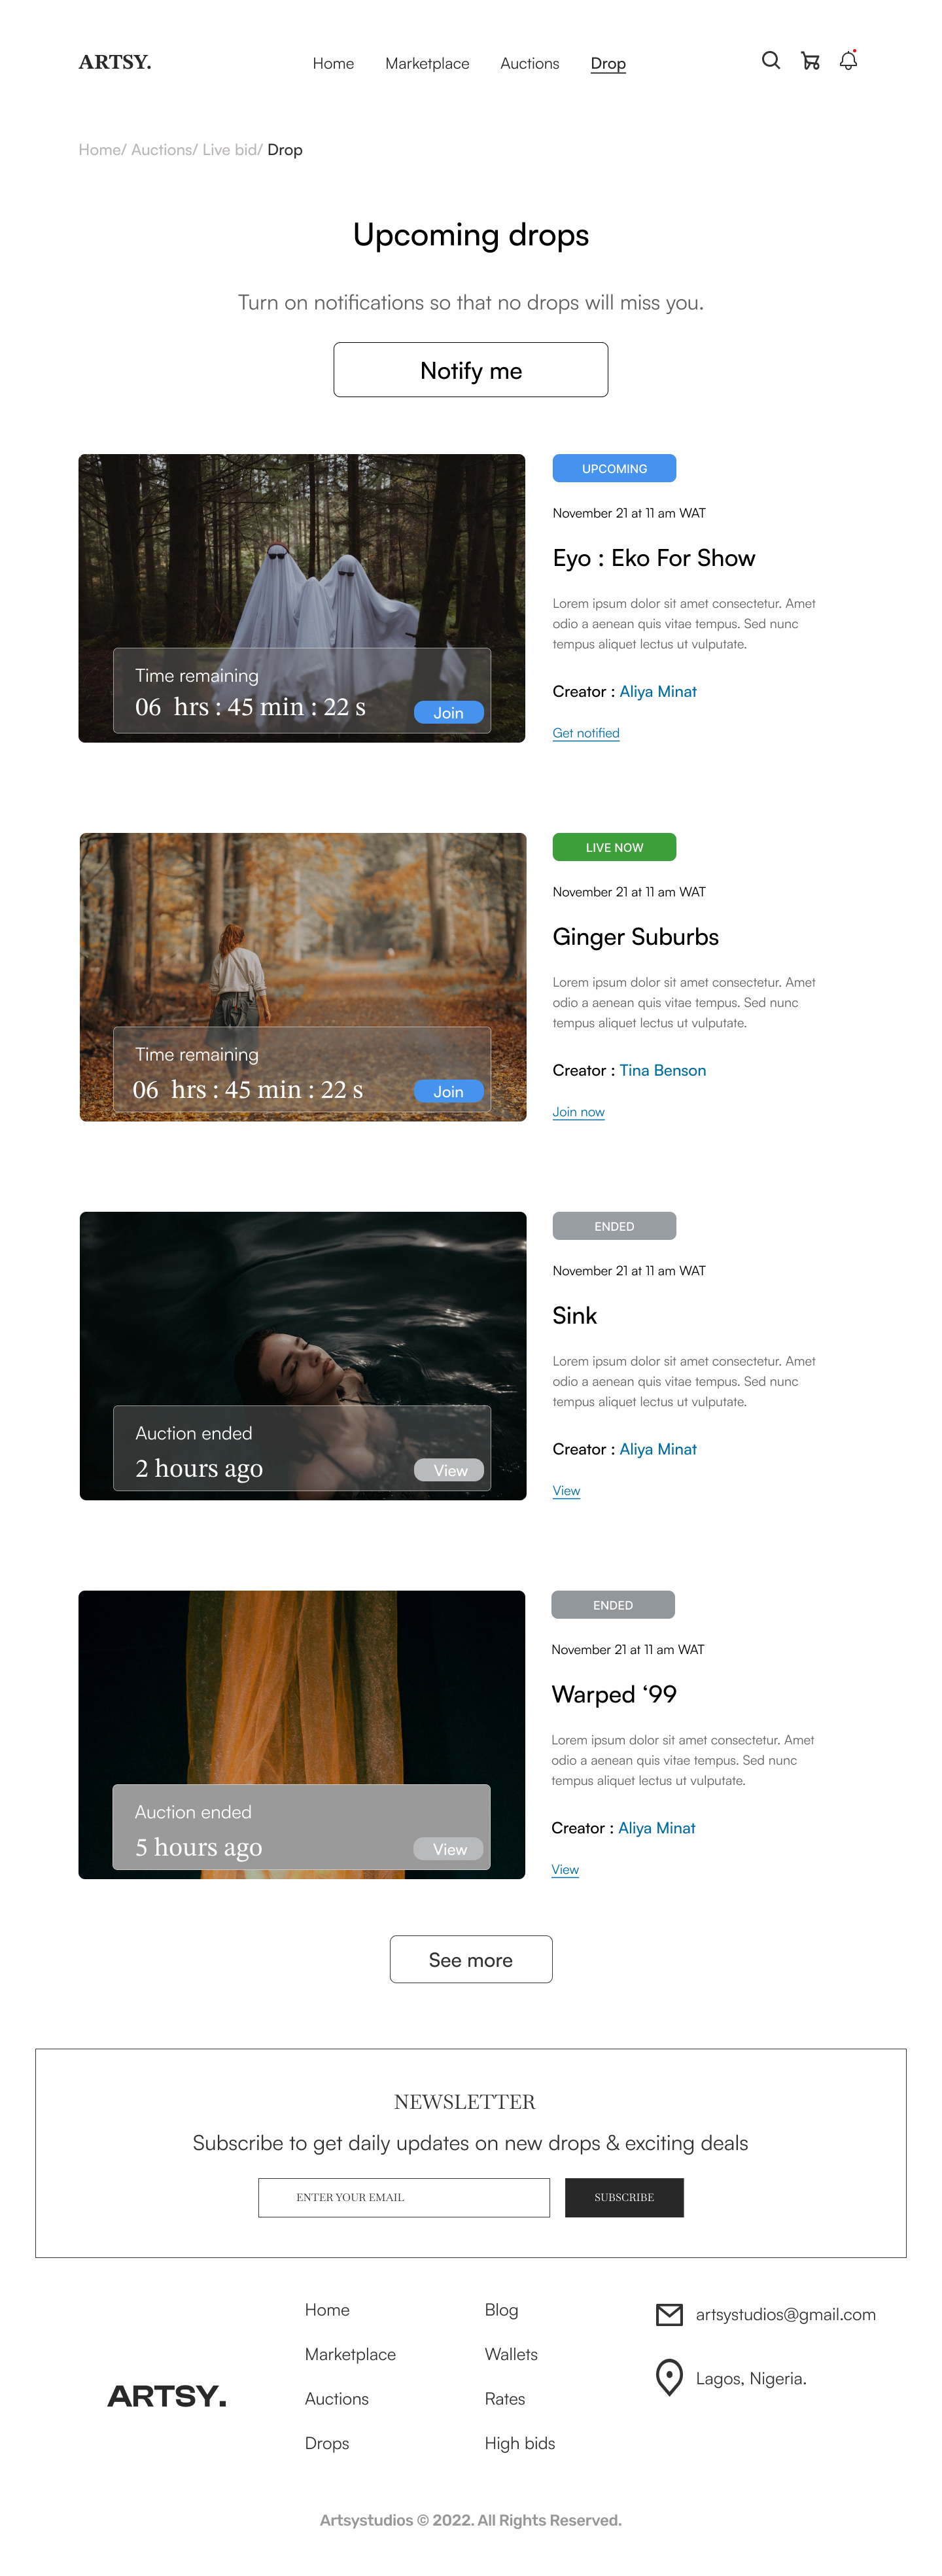 ARTSY.
Home Marketplace Auctions Drop
Home/ Auctions/ Live bid/ Drop
Upcoming drops
Turn on notifications so that no drops will miss you.
Notify me
Time remaining
06 hrs : 45 min : 22 s
Join
UPCOMING
November 21 at 11 am WAT
Eyo : Eko For Show
Lorem ipsum dolor sit amet consectetur. Amet
odio a aenean quis vitae tempus. Sed nunc
tempus aliquet lectus ut vulputate.
Creator : Aliya Minat
Get notified
Time remaining
06 hrs : 45 min : 22 s
Join
LIVE NOW
November 21 at 11 am WAT
Ginger Suburbs
Lorem ipsum dolor sit amet consectetur. Amet
odio a aenean quis vitae tempus. Sed nunc
tempus aliquet lectus ut vulputate.
Creator : Tina Benson
Join now
Auction ended
2 hours ago
View
ENDED
November 21 at 11 am WAT
Sink
Lorem ipsum dolor sit amet consectetur. Amet
odio a aenean quis vitae tempus. Sed nunc
tempus aliquet lectus ut vulputate.
Creator : Aliya Minat
View
Auction ended
5 hours ago
View
ENDED
November 21 at 11 am WAT
Warped ‘99
Lorem ipsum dolor sit amet consectetur. Amet
odio a aenean quis vitae tempus. Sed nunc
tempus aliquet lectus ut vulputate.
Creator : Aliya Minat
View
See more
NEWSLETTER
Subscribe to get daily updates on new drops & exciting deals
ENTER YOUR EMAIL
SUBSCRIBE
ARTSY.
Home
Marketplace
Auctions
Drops
Blog
Wallets
Rates
High bids
artsystudios@gmail.com
Lagos, Nigeria.
Artsystudios © 2022. All Rights Reserved.